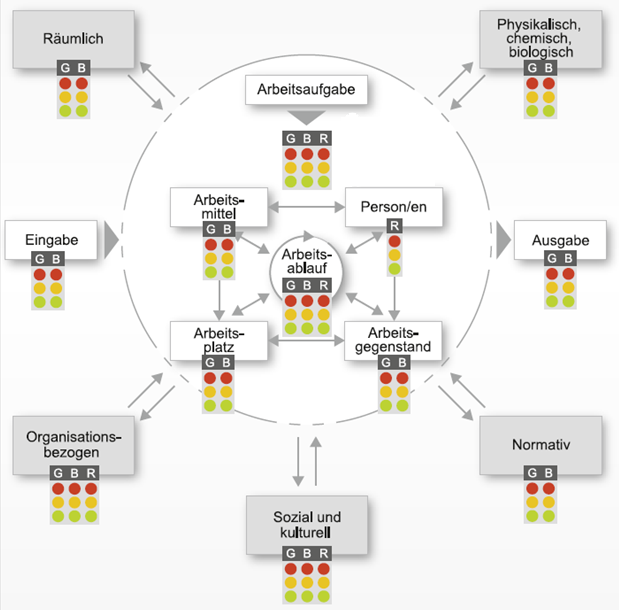 Räumlich
G B
Physikalisch,
chemisch,
biologisch
G B
Arbeitsaufgabe
G B R
Arbeits-
mittel
G B
Person/en
R
Eingabe
G B
Arbeits-
ablauf
G B R
Ausgabe
G B
Arbeits-
platz
G B
Arbeits-
gegenstand
G B
Organisations-
bezogen
G B R
Normativ
G B
Sozial und
kulturell
G B R